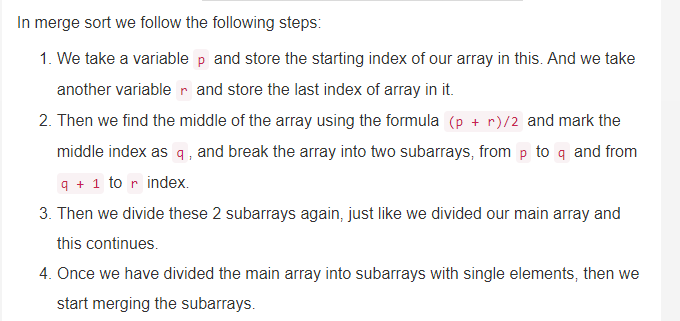 In merge sort we follow the following steps:
1. We take a variable p and store the starting index of our array in this. And we take
another variable r and store the last index of array in it.
2. Then we find the middle of the array using the formula (p + r)/2 and mark the
middle index as q, and break the array into two subarrays, from p to q and from
q + 1 to r index.
3. Then we divide these 2 subarrays again, just like we divided our main array and
this continues.
4. Once we have divided the main array into subarrays with single elements, then we
start merging the subarrays.